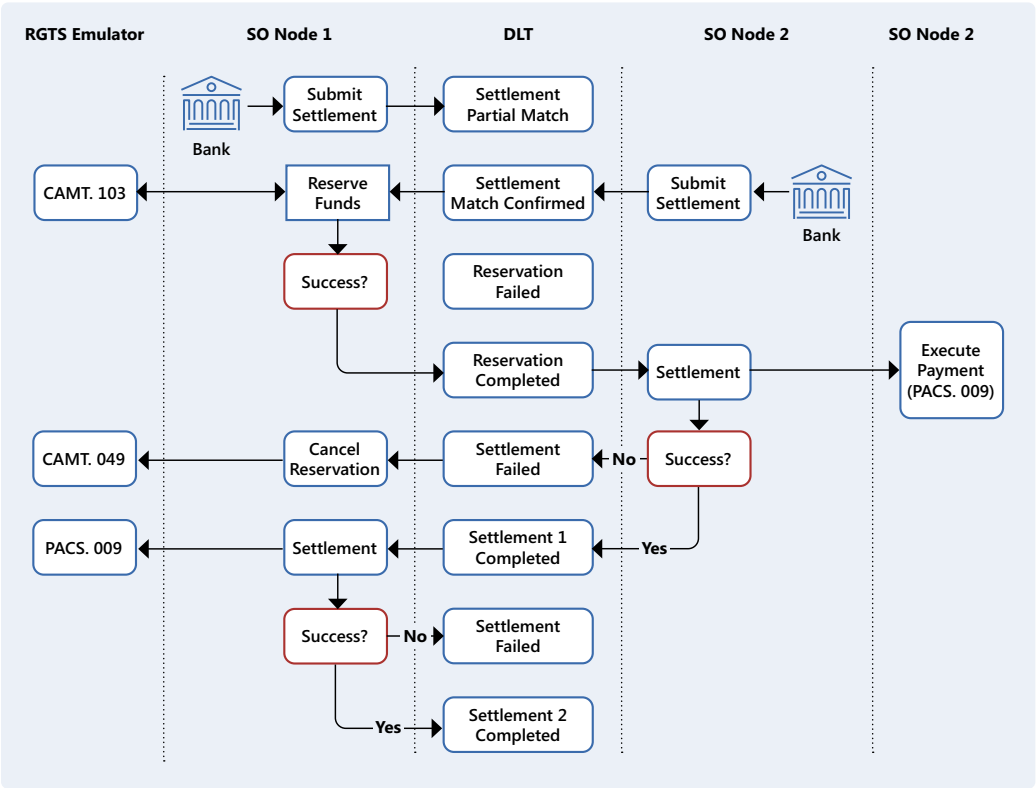 RGTS Emulator
SO Node 1
DLT
SO Node 2
SO Node 2
Bank
Submit
Settlement
Settlement
Partial Match
CAMT. 103
Reserve
Funds
Settlement
Match Confirmed
Submit
Settlement
Bank
Success?
Reservation
Failed
Reservation
Completed
Settlement
Execute
Payment
(PACS. 009)
CAMT. 049
Cancel
Reservation
Settlement
Failed
No
Success?
PACS. 009
Settlement
Settlement 1
Completed
Yes
Success?
No
Settlement
Failed
Yes
Settlement 2
Completed